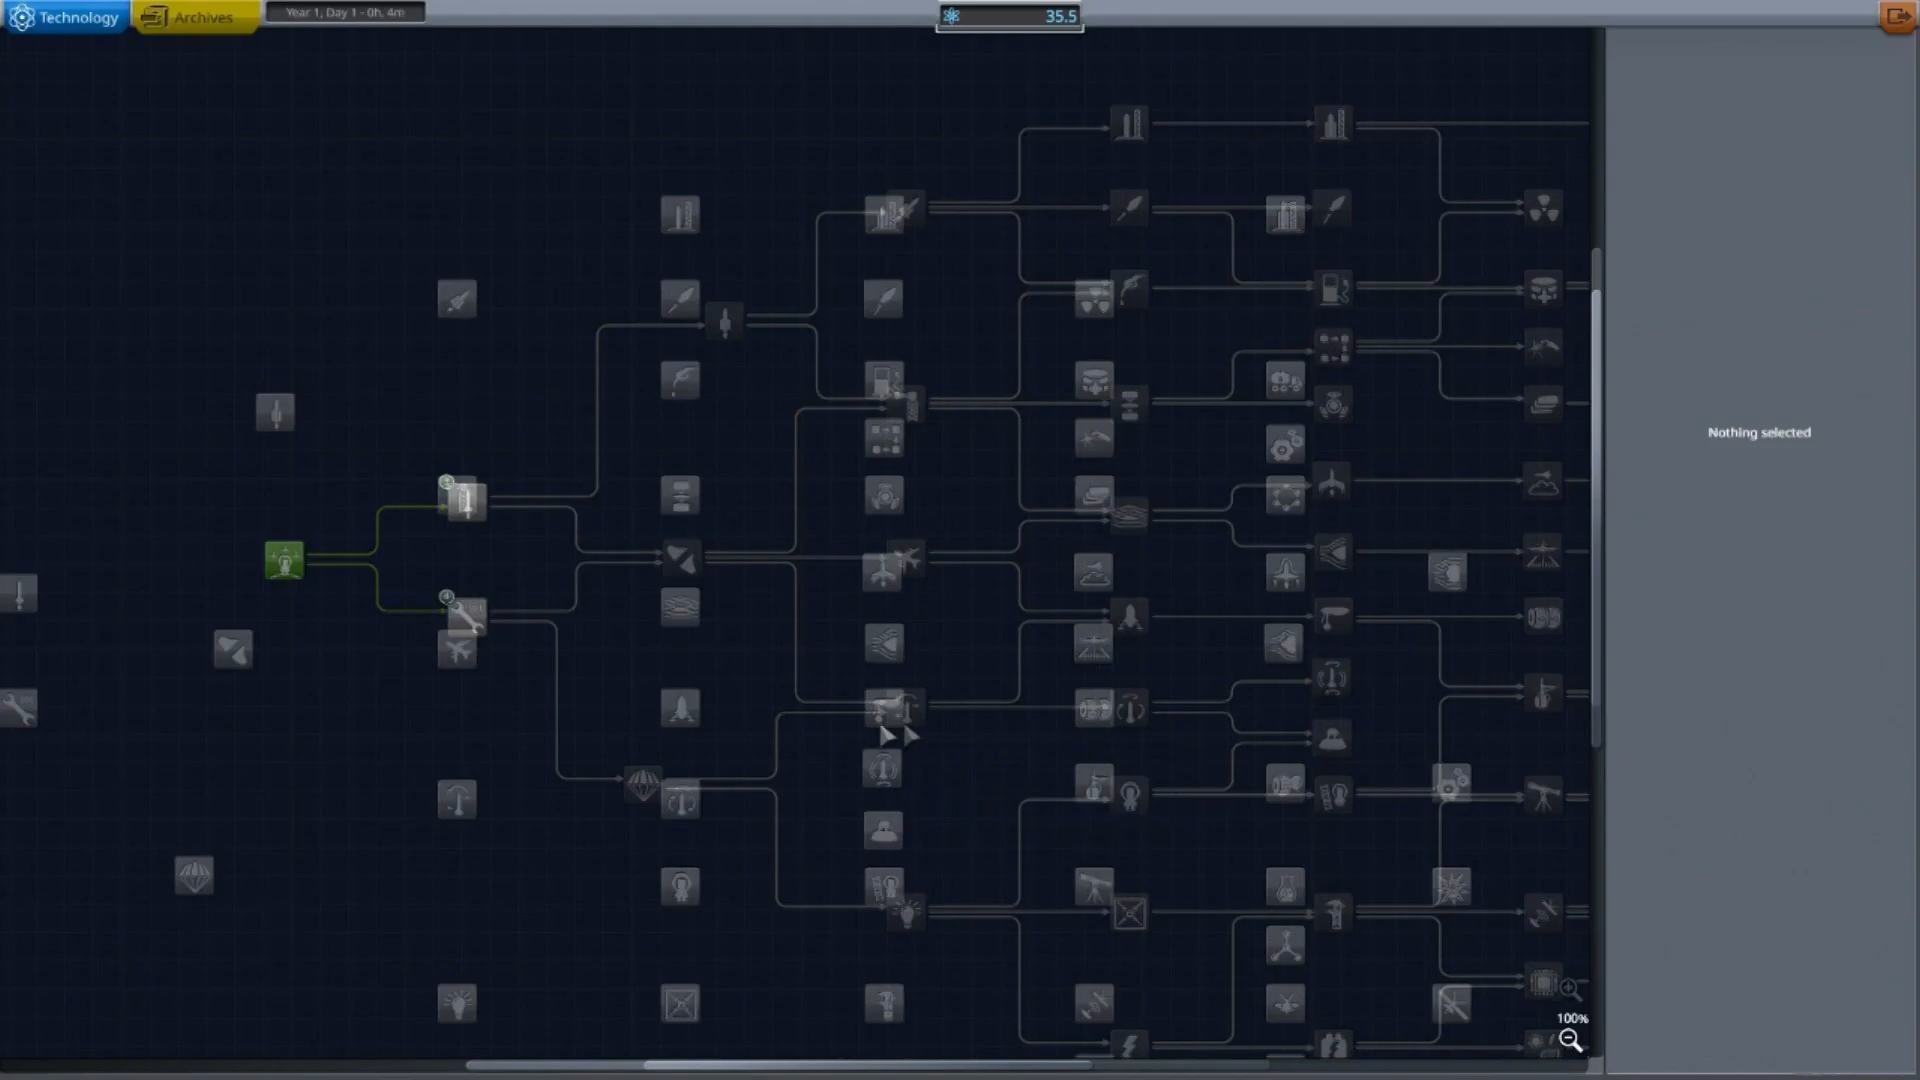 Technology
Archives
Year 1, Day 1 - 0h, 4m
35.5
Nothing selected
100%